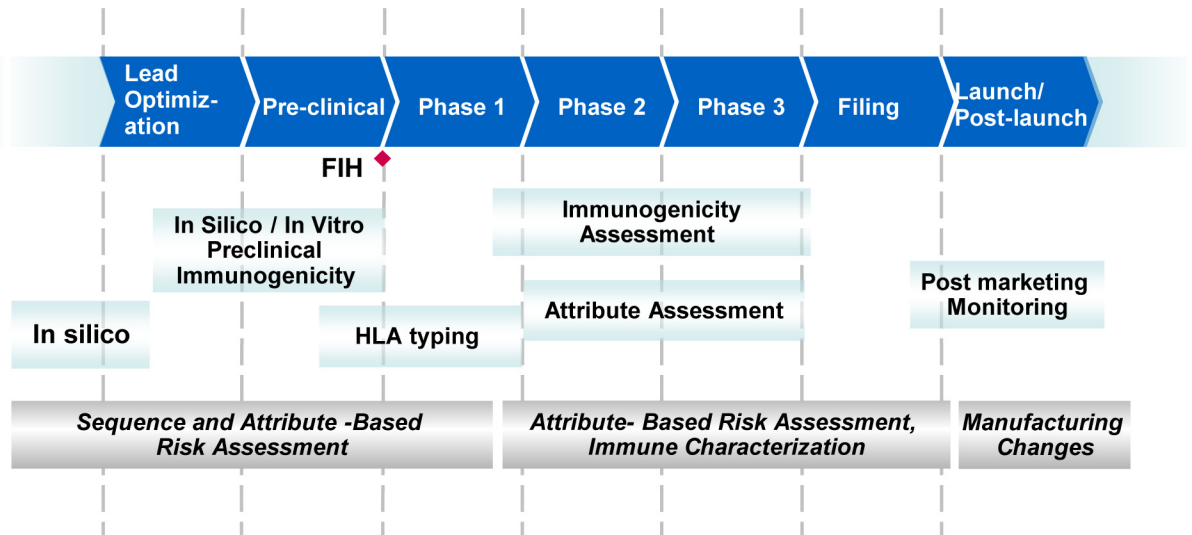 Lead
Optimiz-
ation
Pre-clinical
Phase 1
Phase 2
Phase 3
Filing
Launch/
Post-launch
FIH
In Silico / In Vitro
Preclinical
Immunogenicity
Immunogenicity
Assessment
Post marketing
Monitoring
Attribute Assessment
In silico
HLA typing
Sequence and Attribute -Based
Risk Assessment
Attribute- Based Risk Assessment,
Immune Characterization
Manufacturing
Changes